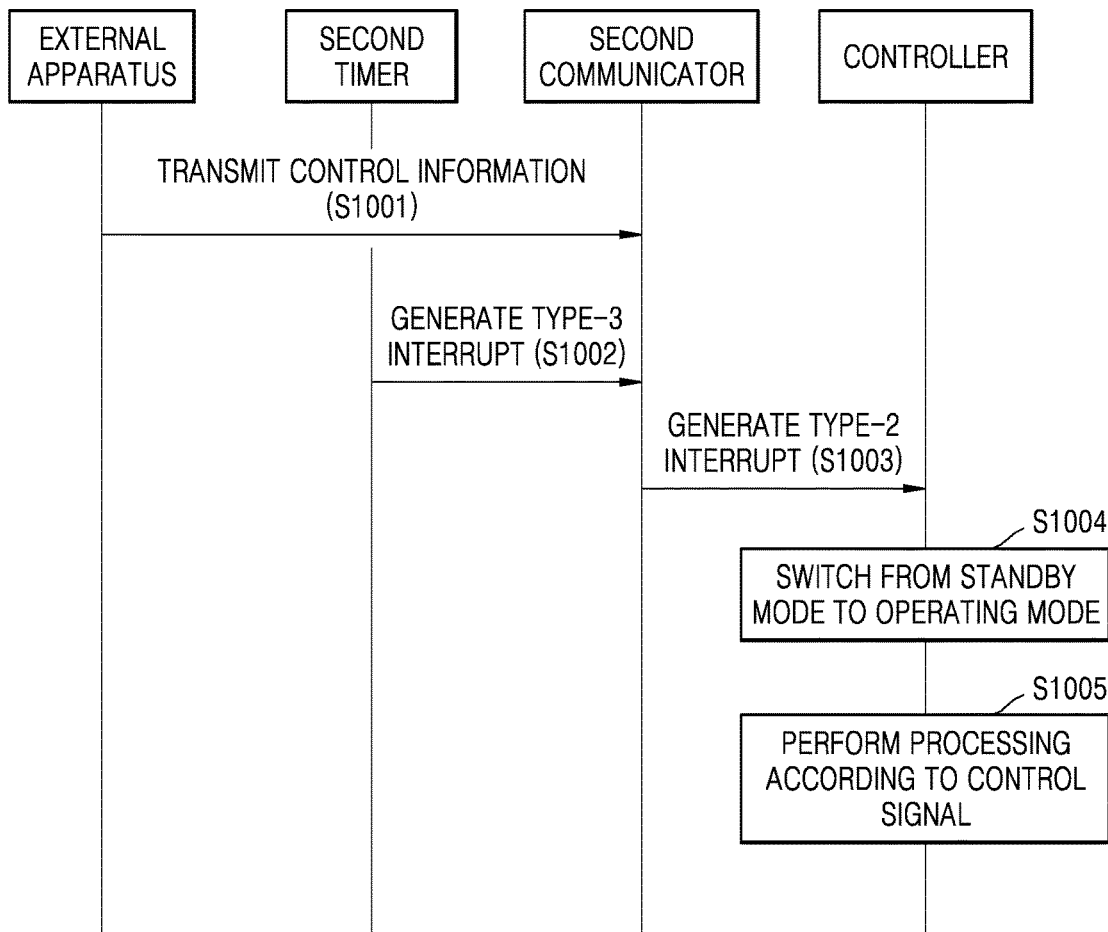 EXTERNAL
APPARATUS
SECOND
TIMER
SECOND
COMMUNICATOR
CONTROLLER
TRANSMIT CONTROL INFORMATION
(S1001)
GENERATE TYPE-3
INTERRUPT (S1002)
GENERATE TYPE-2
INTERRUPT (S1003)
S1004
SWITCH FROM STANDBY
MODE TO OPERATING MODE
S1005
PERFORM PROCESSING
ACCORDING TO CONTROL
SIGNAL